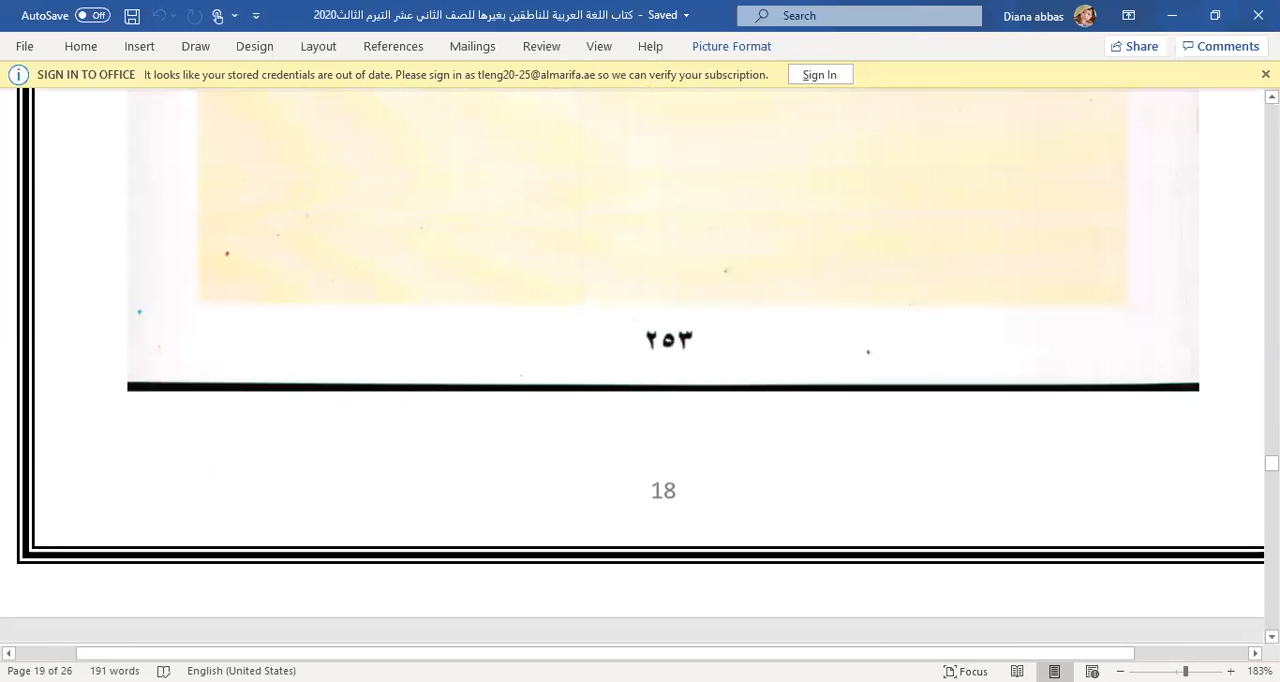 AutoSave Off كتاب اللغة العربية للناطقين بغيرها للصف الثاني عشر التيرم الثالث2020 - Saved Search Diana abbas
File Home Insert Draw Design Layout References Mailings Review View Help Picture Format Share Comments
SIGN IN TO OFFICE It looks like your stored credentials are out of date. Please sign in as tleng20-25@almarifa.ae so we can verify your subscription. Sign In
٢٥٣
18
Page 19 of 26 191 words English (United States) Focus 183%